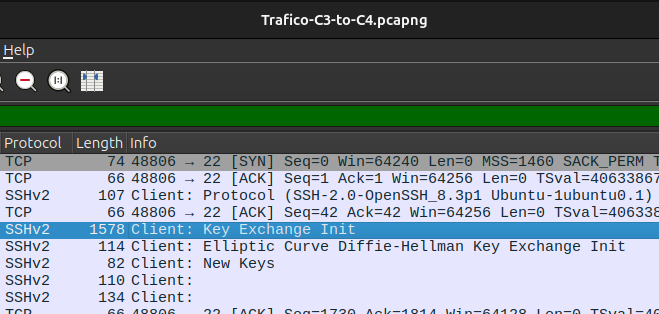 Trafico-C3-to-C4.pcapng
Help
Protocol Length Info
TCP 74 48806 → 22 [SYN] Seq=0 Win=64240 Len=0 MSS=1460 SACK_PERM T
TCP 66 48806 → 22 [ACK] Seq=1 Ack=1 Win=64256 Len=0 TSval=40633867
SSHv2 107 Client: Protocol (SSH-2.0-OpenSSH_8.3p1 Ubuntu-1ubuntu0.1)
TCP 66 48806 → 22 [ACK] Seq=42 Ack=42 Win=64256 Len=0 TSval=406338
SSHv2 1578 Client: Key Exchange Init
SSHv2 114 Client: Elliptic Curve Diffie-Hellman Key Exchange Init
SSHv2 82 Client: New Keys
SSHv2 110 Client:
SSHv2 134 Client:
TCP 66 48806 → 22 [ACK] Seq=1730 Ack=1814 Win=64128 Len=0 TSval=40